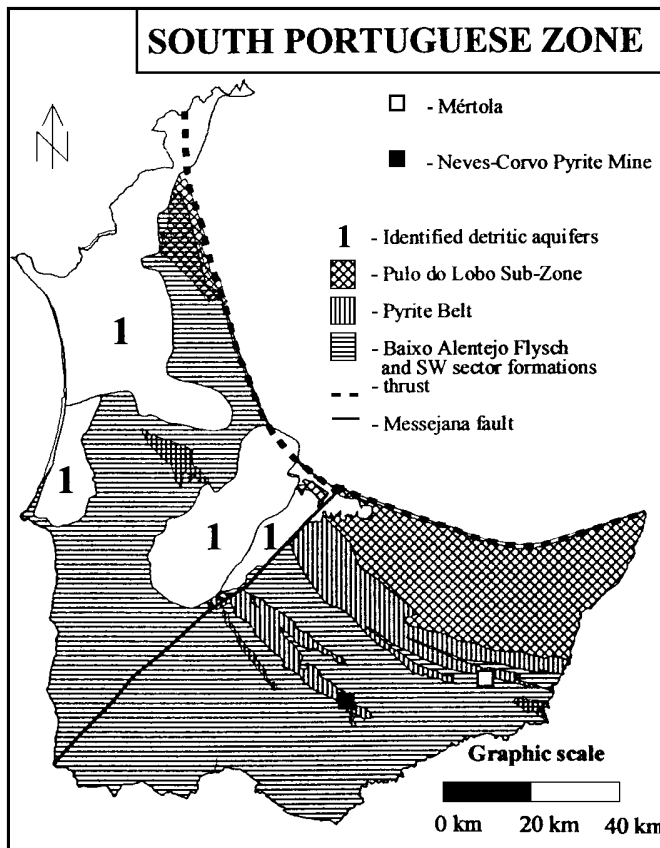 SOUTH PORTUGUESE ZONE
N
- Mértola
- Neves-Corvo Pyrite Mine
1 - Identified detritic aquifers
- Pulo do Lobo Sub-Zone
- Pyrite Belt
- Baixo Alentejo Flysch
and SW sector formations
- thrust
- Messejana fault
1
1
1
1
Graphic scale
0 km 20 km 40 km